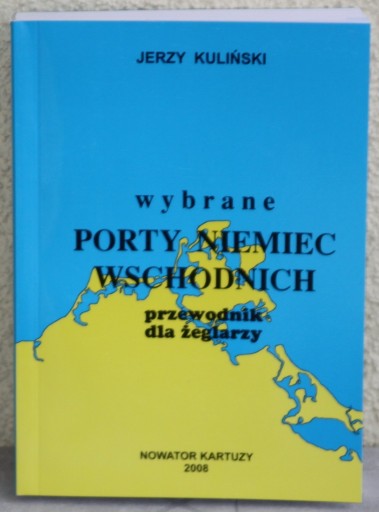 JERZY KULIŃSKI
wybrane
PORTY NIEMIEC
WSCHODNICH
przewodnik
dla żeglarzy
NOWATOR KARTUZY
2008